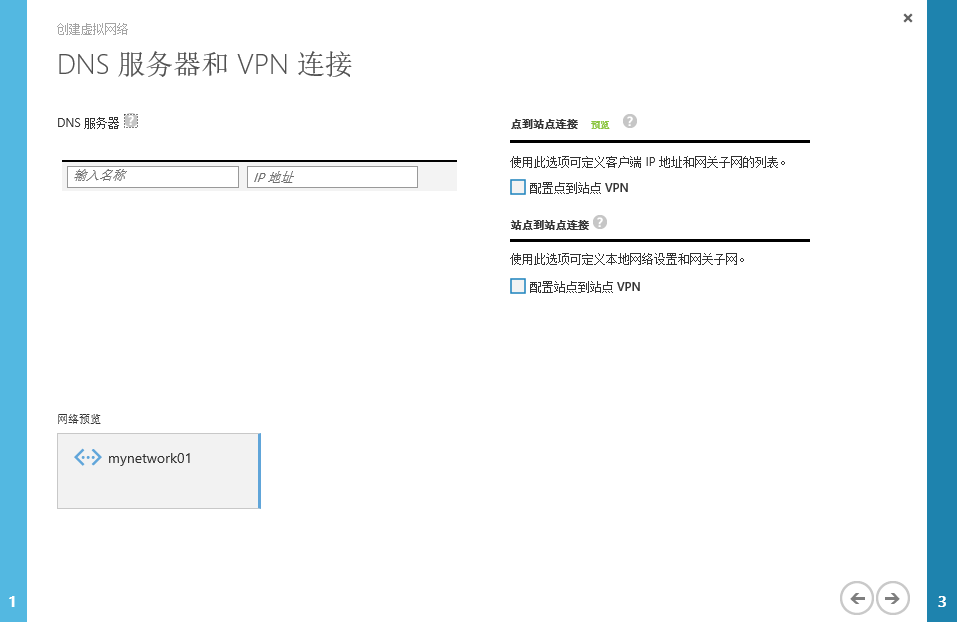 创建虚拟网络
DNS 服务器和 VPN 连接
DNS 服务器 ?
输入名称
IP 地址
点到站点连接 预览 ?
使用此选项可定义客户端 IP 地址和网关子网的列表。
配置点到站点 VPN
站点到站点连接 ?
使用此选项可定义本地网络设置和网关子网。
配置站点到站点 VPN
网络预览
mynetwork01
1
3